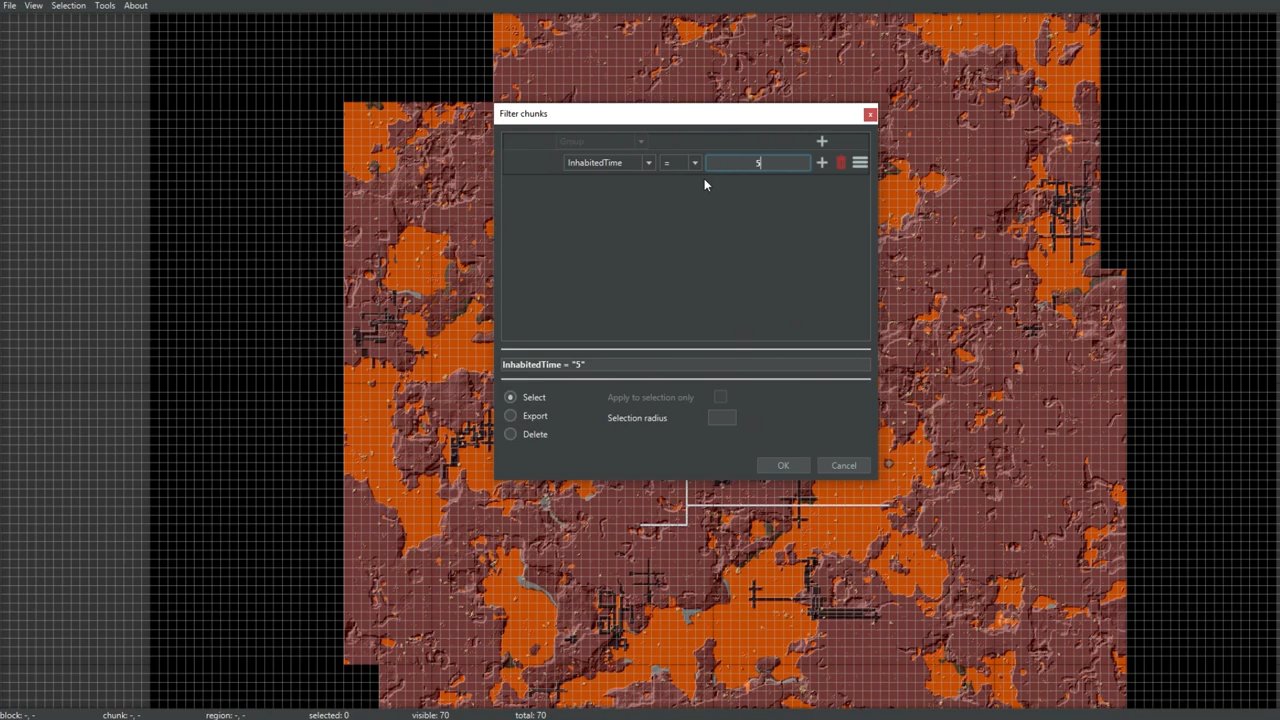 File View Selection Tools About
Filter chunks x
Group
InhabitedTime = 5
InhabitedTime = "5"
Select Apply to selection only
Export Selection radius
Delete
OK Cancel
block: -, - chunk: -, - region: -, - selected: 0 visible: 70 total: 70